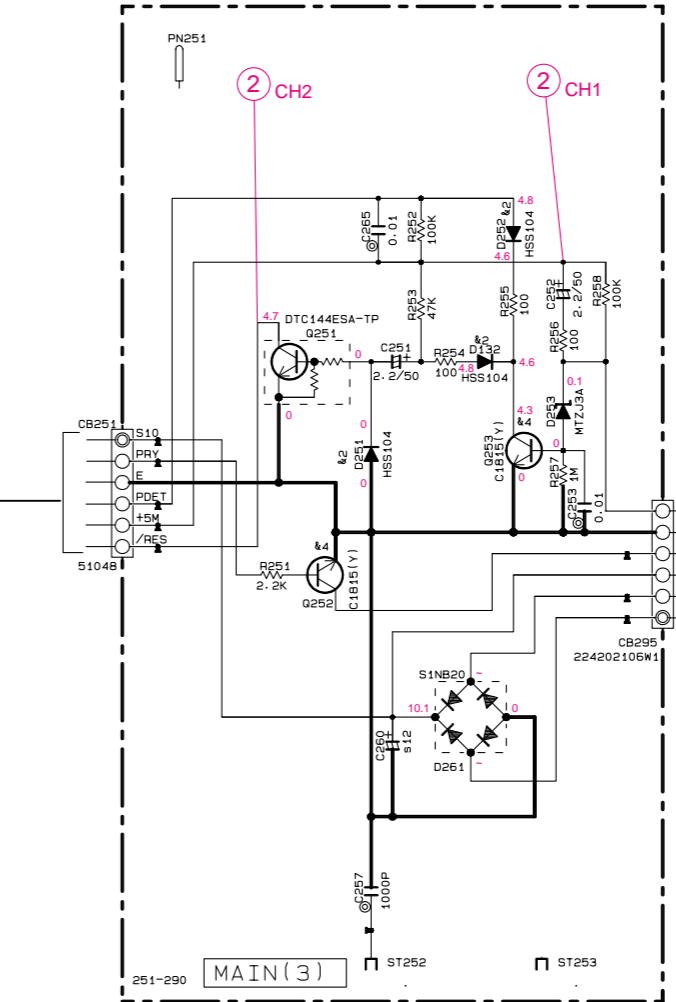 PN251
2 CH2
2 CH1
4.8
C265
0.01
R252
100K
D252
&2
HSS104
4.6
R253
47K
R255
100
C252
2.2/50
R258
100K
R256
100
4.7
DTC144ESA-TP
Q251
0
C251
2.2/50
R254
100
&2
D132
4.8
HSS104
4.6
0.1
D253
MTZJ3A
0
0
&2
D251
HSS104
0
4.3
&4
Q253
C1815(Y)
0
0
R257
1M
C253
0.01
CB251
S10
PRY
E
PDET
+5M
/RES
51048
R251
2.2K
&4
Q252
C1815(Y)
CB295
224202106W1
S1NB20
~
10.1
0
C260
s12
D261
~
C257
1000P
251-290
MAIN(3)
ST252
ST253